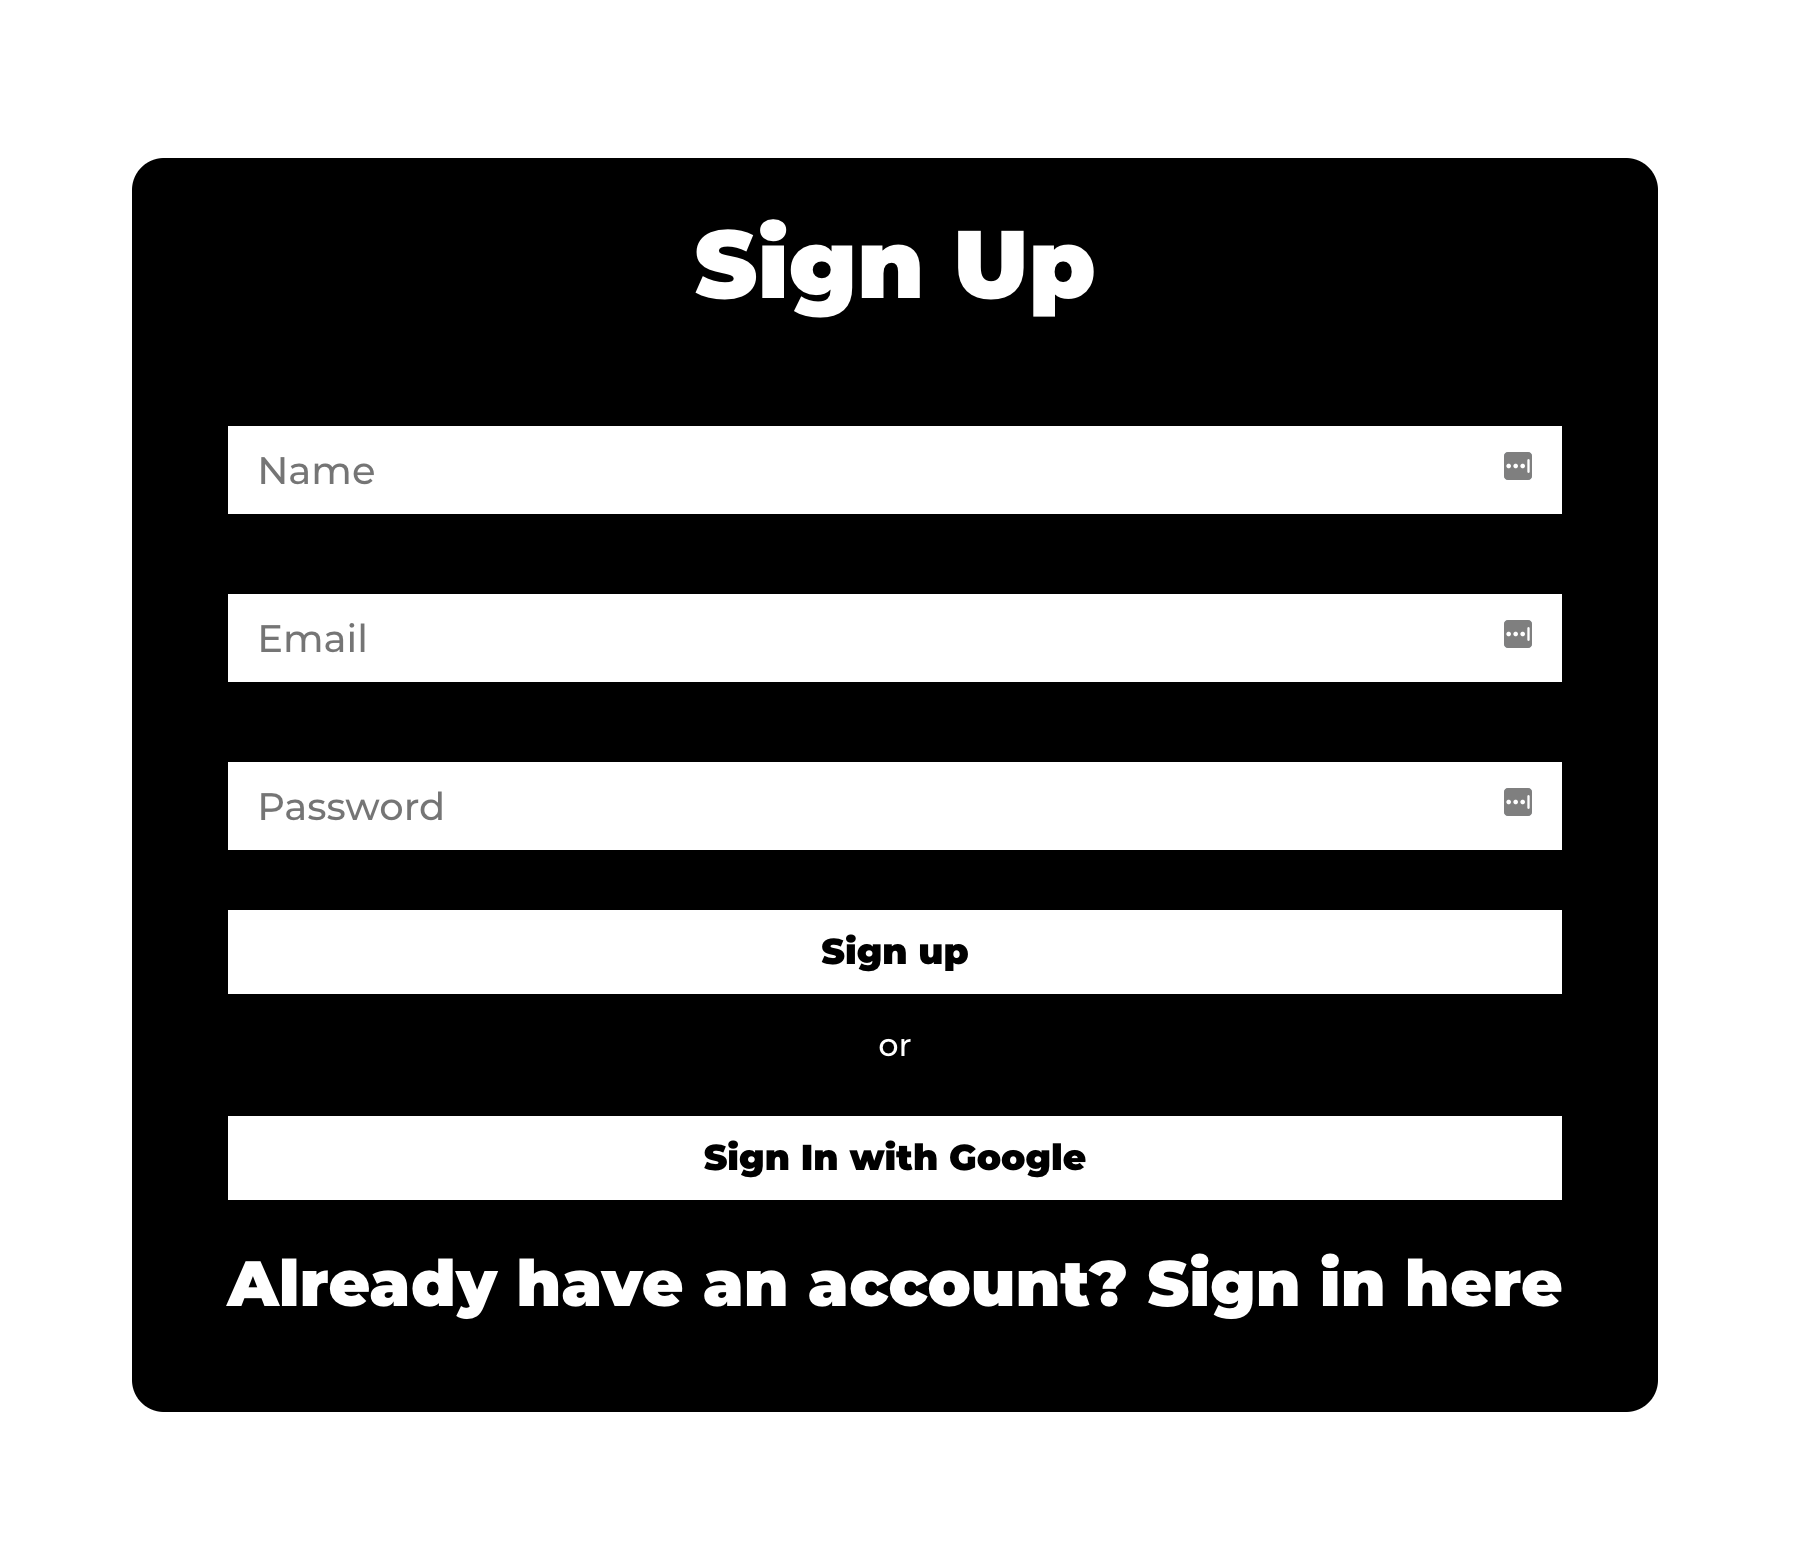 Sign Up
Name
Email
Password
Sign up
or
Sign In with Google
Already have an account? Sign in here